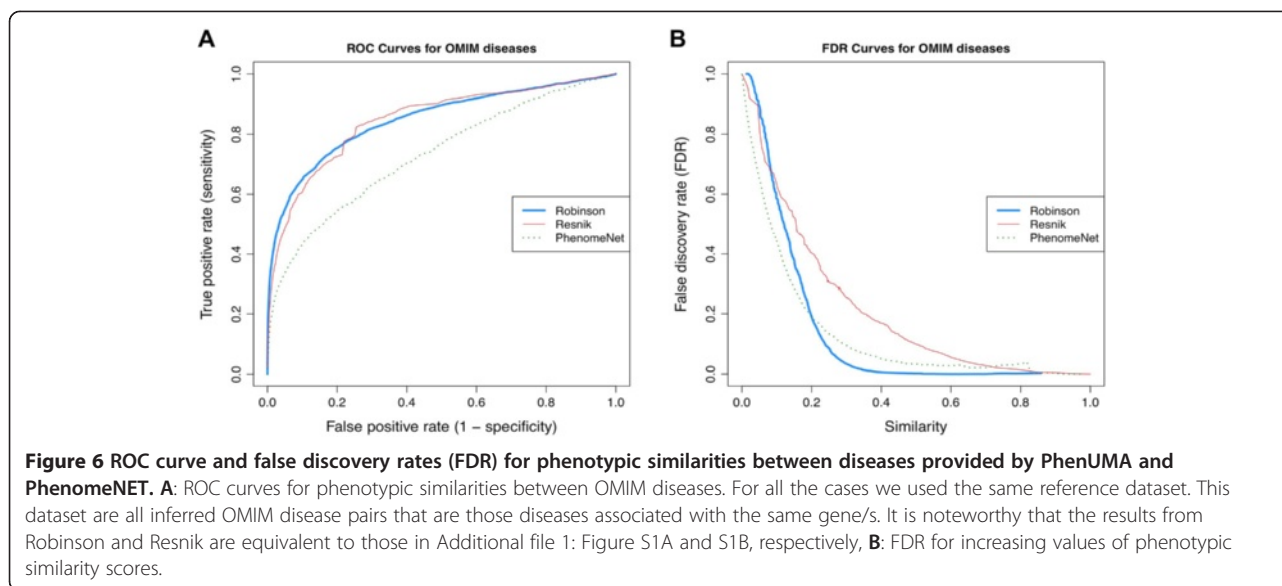 A
ROC Curves for OMIM diseases
True positive rate (sensitivity)
1.0
0.8
0.6
0.4
0.2
0.0
Robinson
Resnik
PhenomeNet
0.0 0.2 0.4 0.6 0.8 1.0
False positive rate (1 − specificity)
B
FDR Curves for OMIM diseases
False discovery rate (FDR)
1.0
0.8
0.6
0.4
0.2
0.0
Robinson
Resnik
PhenomeNet
0.0 0.2 0.4 0.6 0.8 1.0
Similarity
Figure 6 ROC curve and false discovery rates (FDR) for phenotypic similarities between diseases provided by PhenUMA and
PhenomeNET. A: ROC curves for phenotypic similarities between OMIM diseases. For all the cases we used the same reference dataset. This
dataset are all inferred OMIM disease pairs that are those diseases associated with the same gene/s. It is noteworthy that the results from
Robinson and Resnik are equivalent to those in Additional file 1: Figure S1A and S1B, respectively, B: FDR for increasing values of phenotypic
similarity scores.